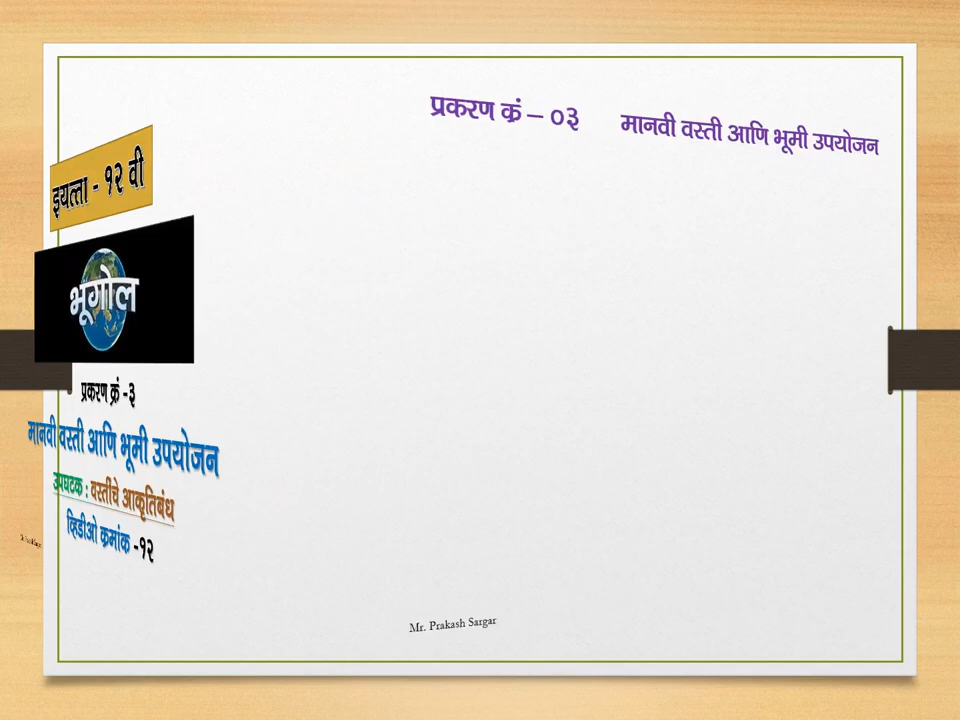 प्रकरण क्रं – ०३ मानवी वस्ती आणि भूमी उपयोजन
इयत्ता - १२ वी
भूगोल
प्रकरण क्रं -३
मानवी वस्ती आणि भूमी उपयोजन
उपघटक : वस्तींचे आकृतिबंध
व्हिडीओ क्रमांक -१२
Mr. Prakash Sargar